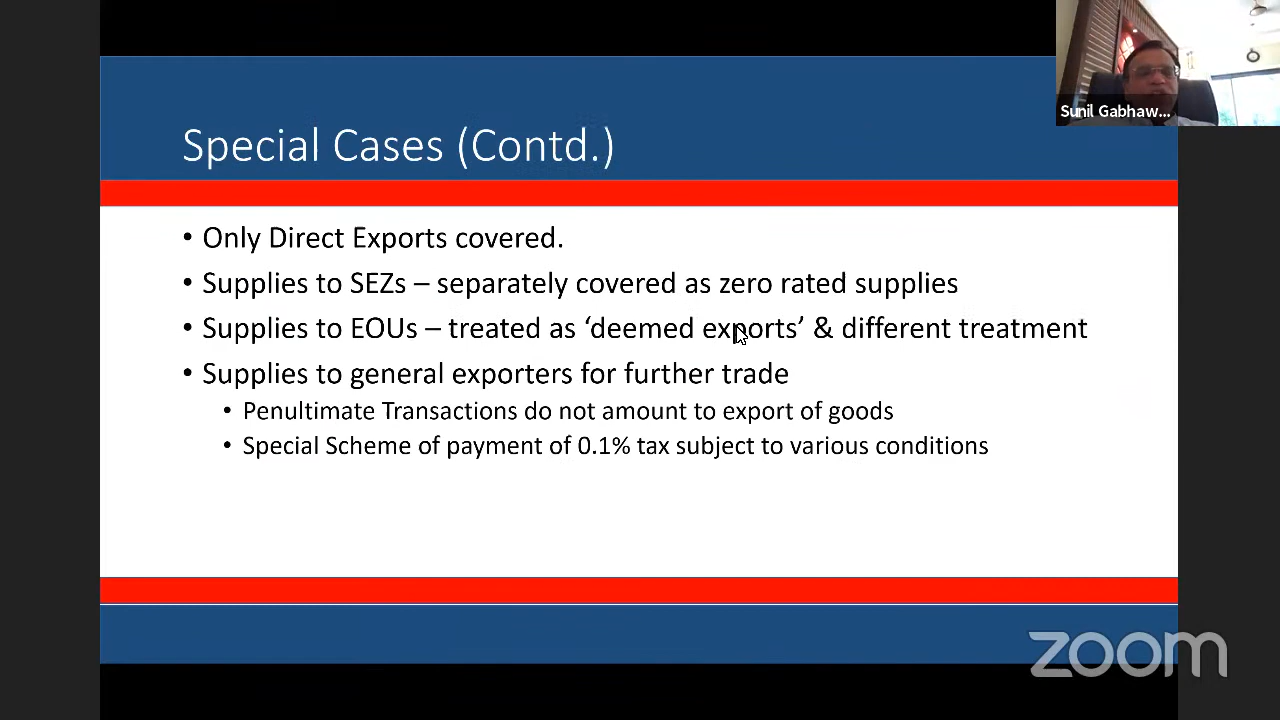 Sunil Gabhaw...
Special Cases (Contd.)
• Only Direct Exports covered.
• Supplies to SEZs – separately covered as zero rated supplies
• Supplies to EOUs – treated as ‘deemed exports’ & different treatment
• Supplies to general exporters for further trade
• Penultimate Transactions do not amount to export of goods
• Special Scheme of payment of 0.1% tax subject to various conditions
zoom